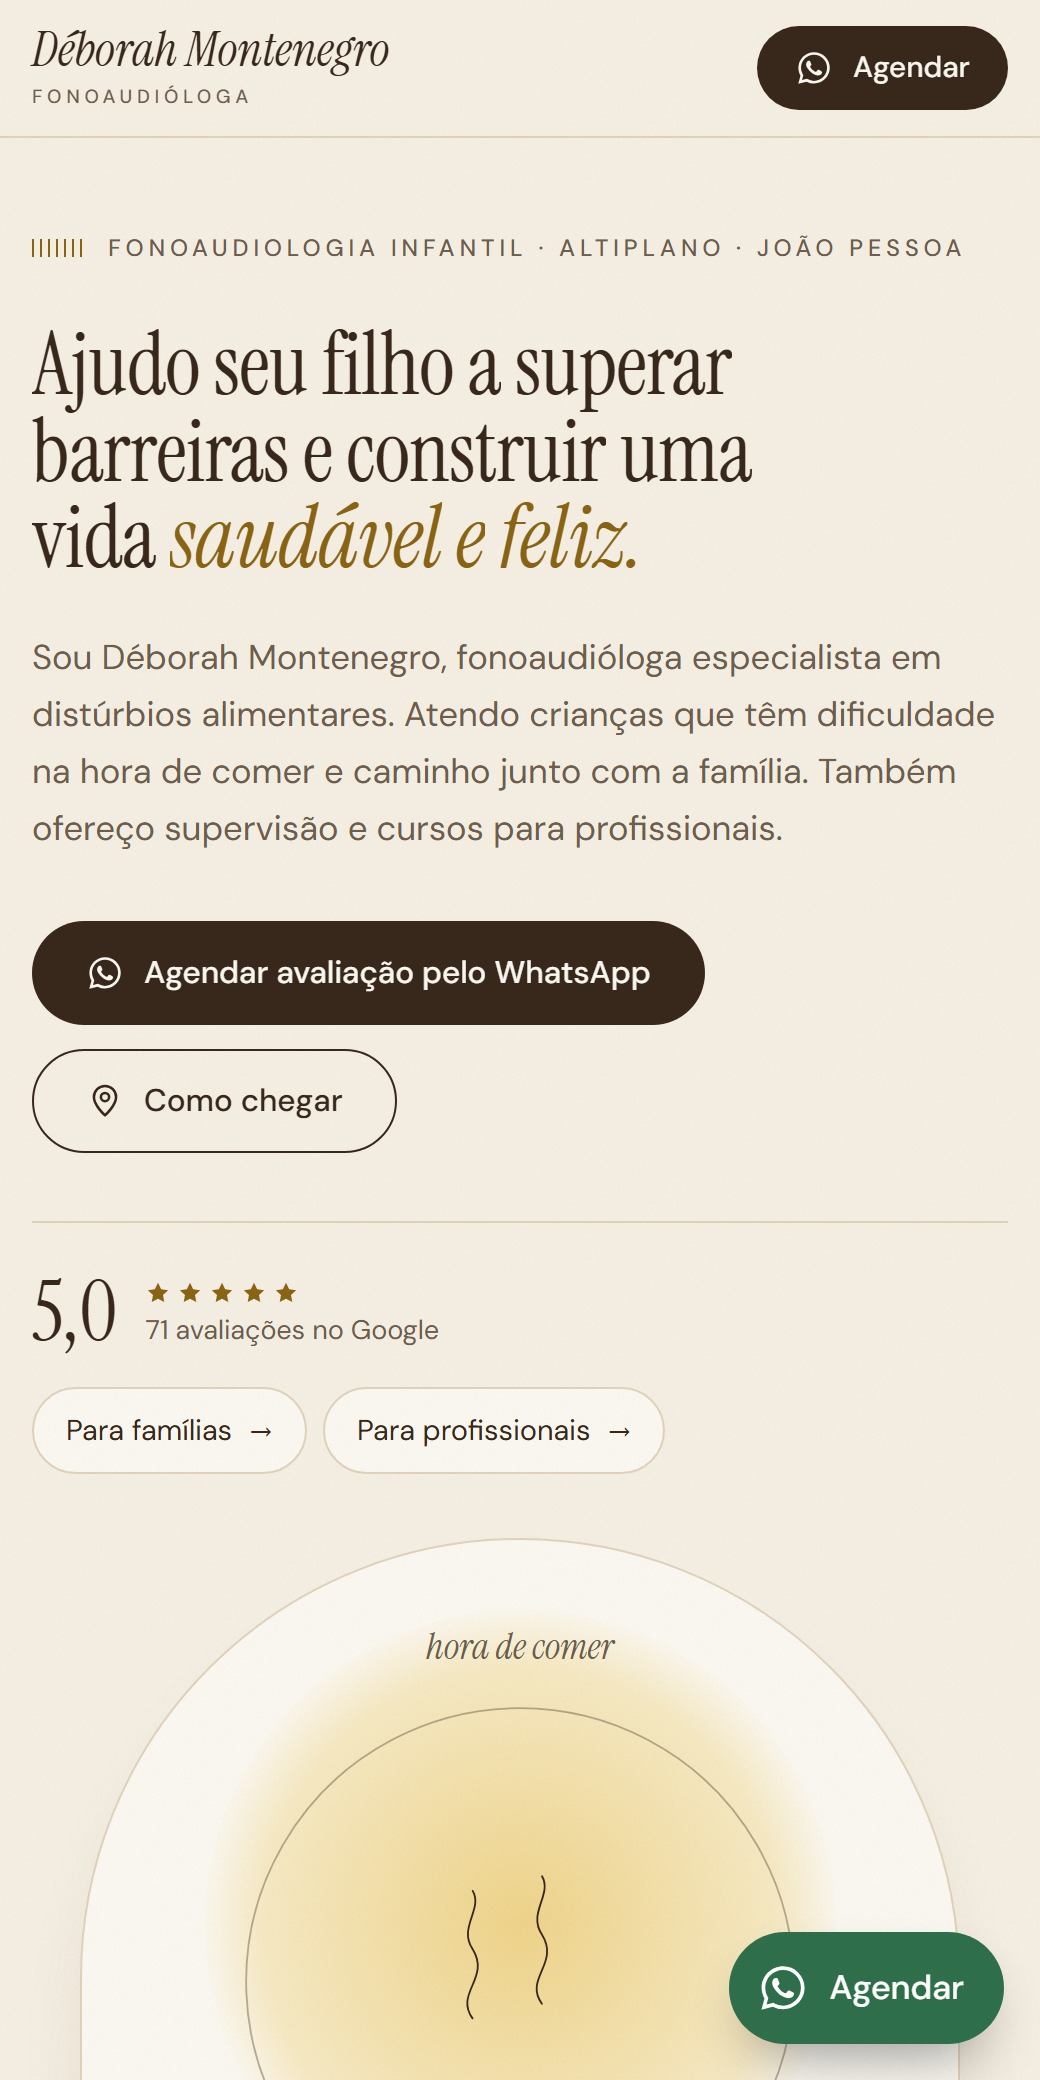 Déborah Montenegro
FONOAUDIÓLOGA
Agendar
FONOAUDIOLOGIA INFANTIL · ALTIPLANO · JOÃO PESSOA
Ajudo seu filho a superar
barreiras e construir uma
vida saudável e feliz.
Sou Déborah Montenegro, fonoaudióloga especialista em
distúrbios alimentares. Atendo crianças que têm dificuldade
na hora de comer e caminho junto com a família. Também
ofereço supervisão e cursos para profissionais.
Agendar avaliação pelo WhatsApp
Como chegar
5,0 ★★★★★
71 avaliações no Google
Para famílias →
Para profissionais →
hora de comer
Agendar